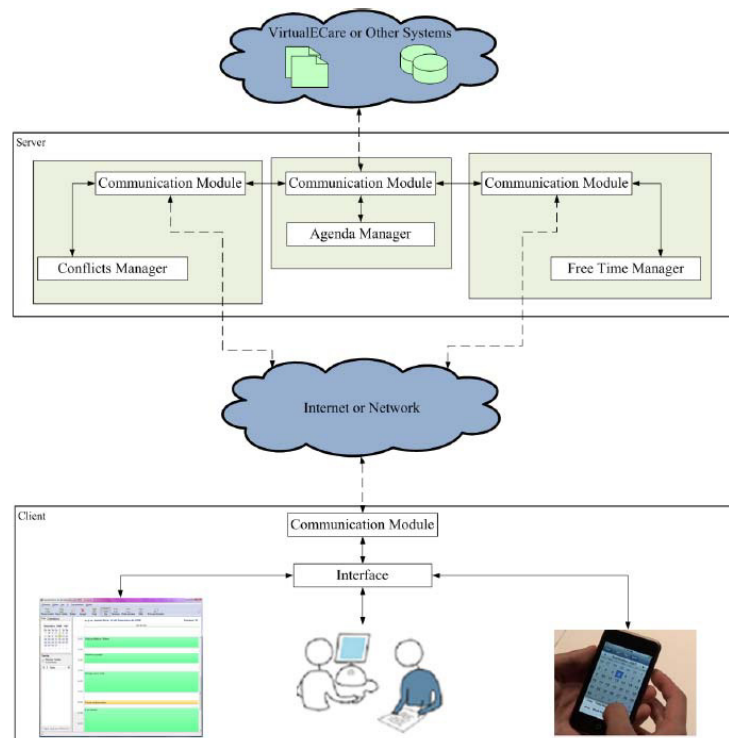 VirtualECare or Other Systems
Server
Communication Module
Communication Module
Communication Module
Agenda Manager
Conflicts Manager
Free Time Manager
Internet or Network
Client
Communication Module
Interface